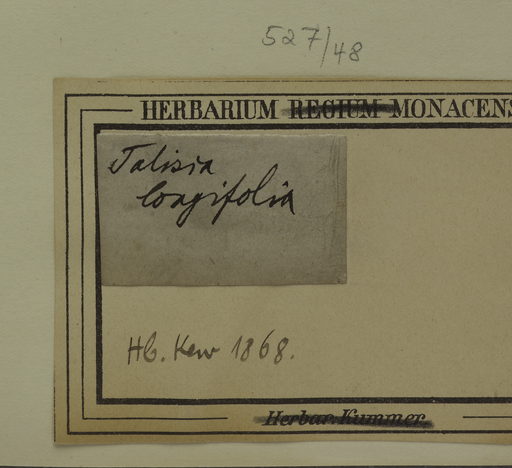 527/48
HERBARIUM REGIUM MONACENS
Talisia
longifolia
Hb. Kew 1868.
Herbar. Kummer.